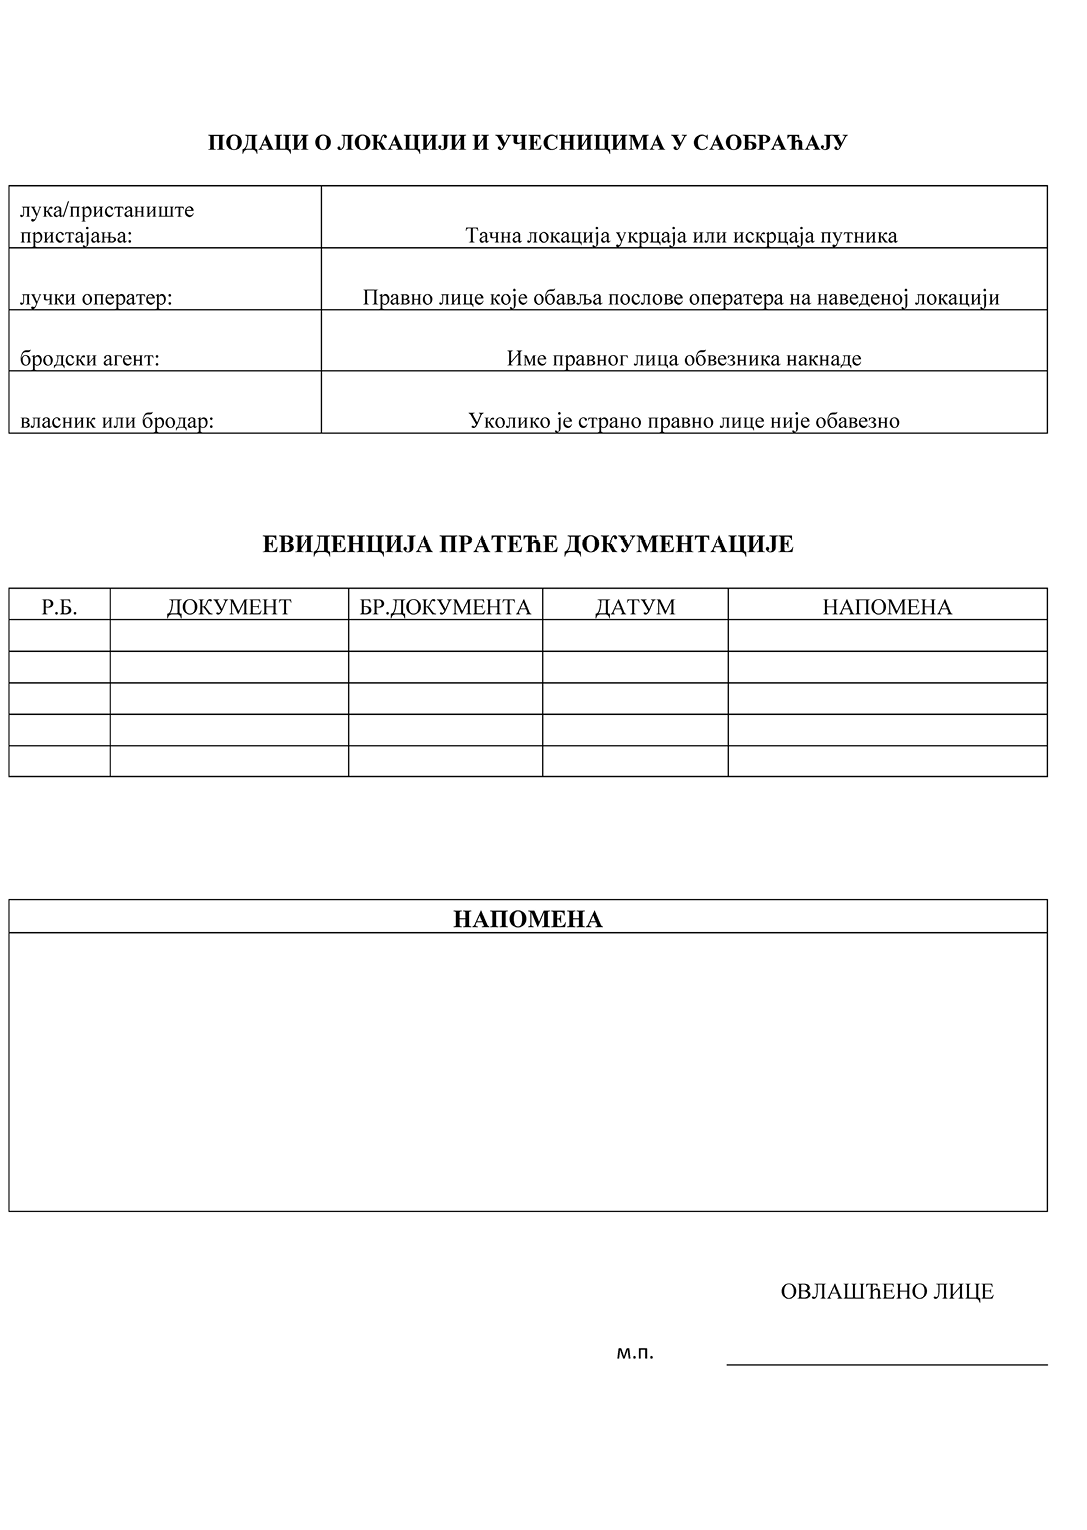 ПОДАЦИ О ЛОКАЦИЈИ И УЧЕСНИЦИМА У САОБРАЋАЈУ
лука/пристаниште
пристајања:
Тачна локација укрцаја или искрцаја путника
лучки оператер:
Правно лице које обавља послове оператера на наведеној локацији
бродски агент:
Име правног лица обвезника накнаде
власник или бродар:
Уколико је страно правно лице није обавезно
ЕВИДЕНЦИЈА ПРАТЕЋЕ ДОКУМЕНТАЦИЈЕ
Р.Б. ДОКУМЕНТ БР.ДОКУМЕНТА ДАТУМ НАПОМЕНА
НАПОМЕНА
ОВЛАШЋЕНО ЛИЦЕ
м.п.